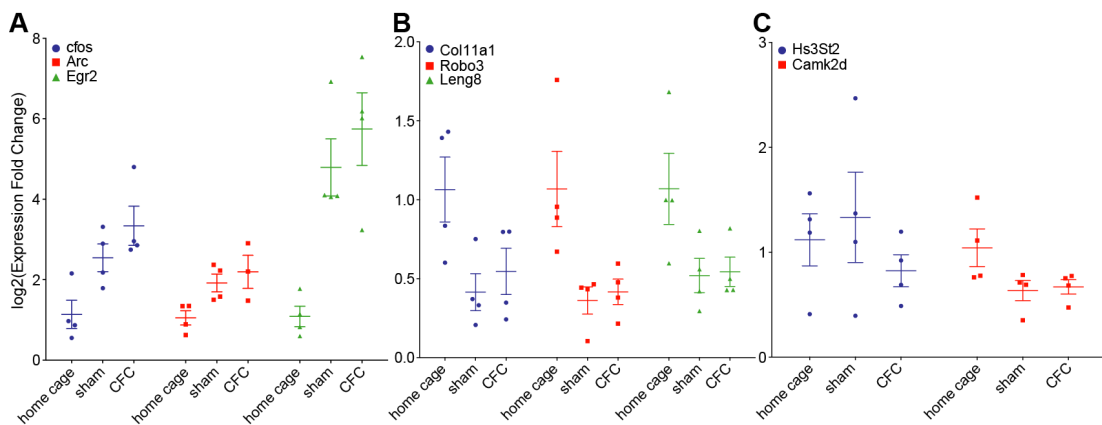 A
cfos
Arc
Egr2
log2(Expression Fold Change)
8
6
4
2
0
home cage
sham
CFC
home cage
sham
CFC
home cage
sham
CFC
B
Col11a1
Robo3
Leng8
2.0
1.5
1.0
0.5
0.0
home cage
sham
CFC
home cage
sham
CFC
home cage
sham
CFC
C
Hs3St2
Camk2d
3
2
1
0
home cage
sham
CFC
home cage
sham
CFC